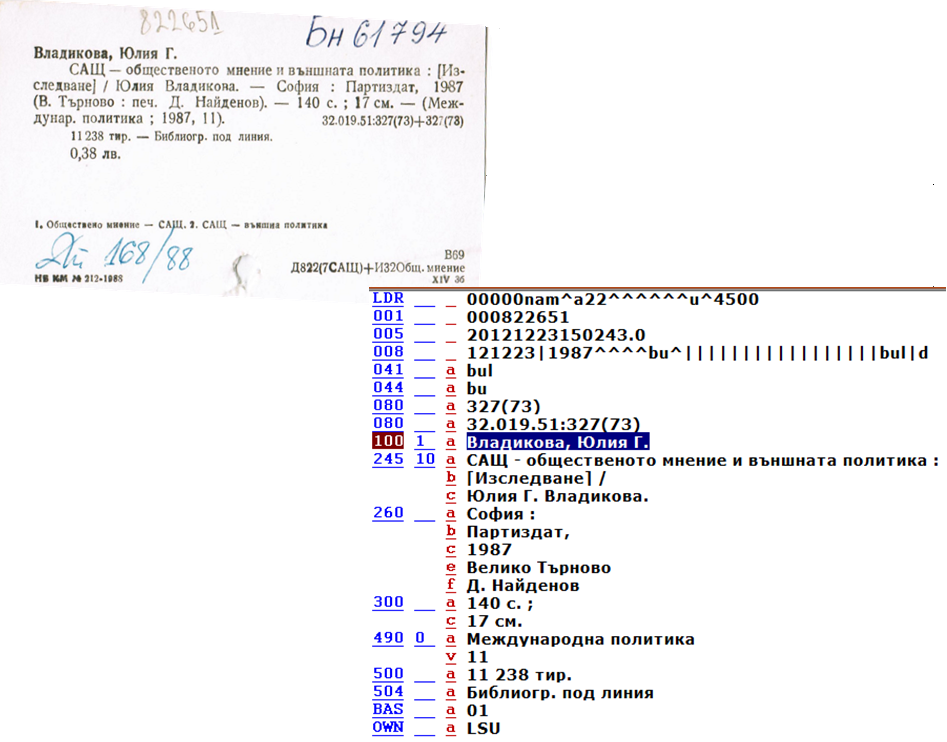 822651
Бн 61794
Владикова, Юлия Г.
САЩ — общественото мнение и външната политика : [Из-
следване] / Юлия Владикова. — София : Партиздат, 1987
(В. Търново : печ. Д. Найденов). — 140 с. ; 17 см. — (Меж-
дунар. политика ; 1987, 11).
32.019.51:327(73)+327(73)
11 238 тир. — Библиогр. под линия.
0,38 лв.
1. Обществено мнение — САЩ. 2. САЩ — външна политика
168/88
В69
Д822(7САЩ)+И32Общ. мнение
НБ КМ № 212-1988
XIV 36
LDR __ _ 00000nam^a22^^^^^^u^4500
001 __ _ 000822651
005 __ _ 20121223150243.0
008 __ _ 121223|1987^^^^bu^|||||||||||||||||bul|d
041 __ a bul
044 __ a bu
080 __ a 327(73)
080 __ a 32.019.51:327(73)
100 1_ a Владикова, Юлия Г.
245 10 a САЩ - общественото мнение и външната политика :
b [Изследване] /
c Юлия Г. Владикова.
260 __ a София :
b Партиздат,
c 1987
e Велико Търново
f Д. Найденов
300 __ a 140 с. ;
c 17 см.
490 0_ a Международна политика
v 11
500 __ a 11 238 тир.
504 __ a Библиогр. под линия
BAS __ a 01
OWN __ a LSU